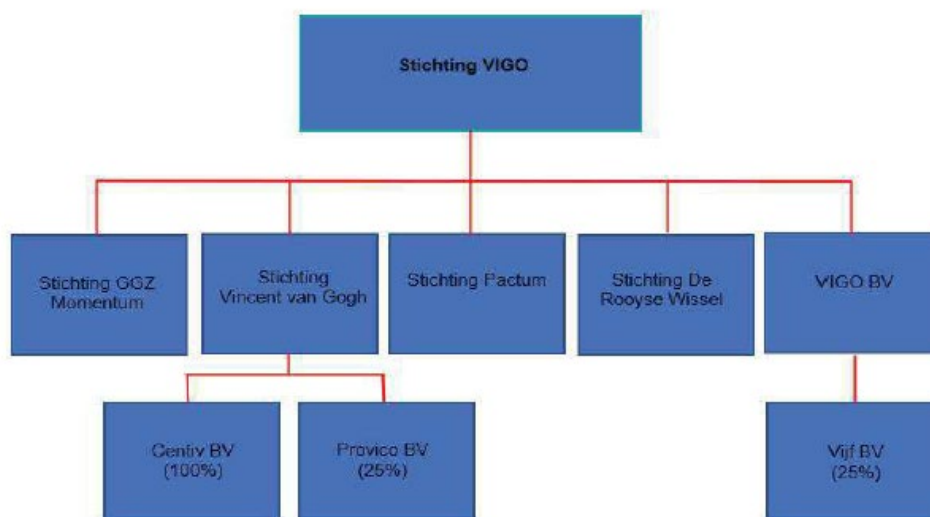 Stichting VIGO
Stichting GGZ
Momentum
Stichting
Vincent van Gogh
Stichting Pactum
Stichting De
Rooyse Wissel
VIGO BV
Centiv BV
(100%)
Provico BV
(25%)
Vijf BV
(25%)